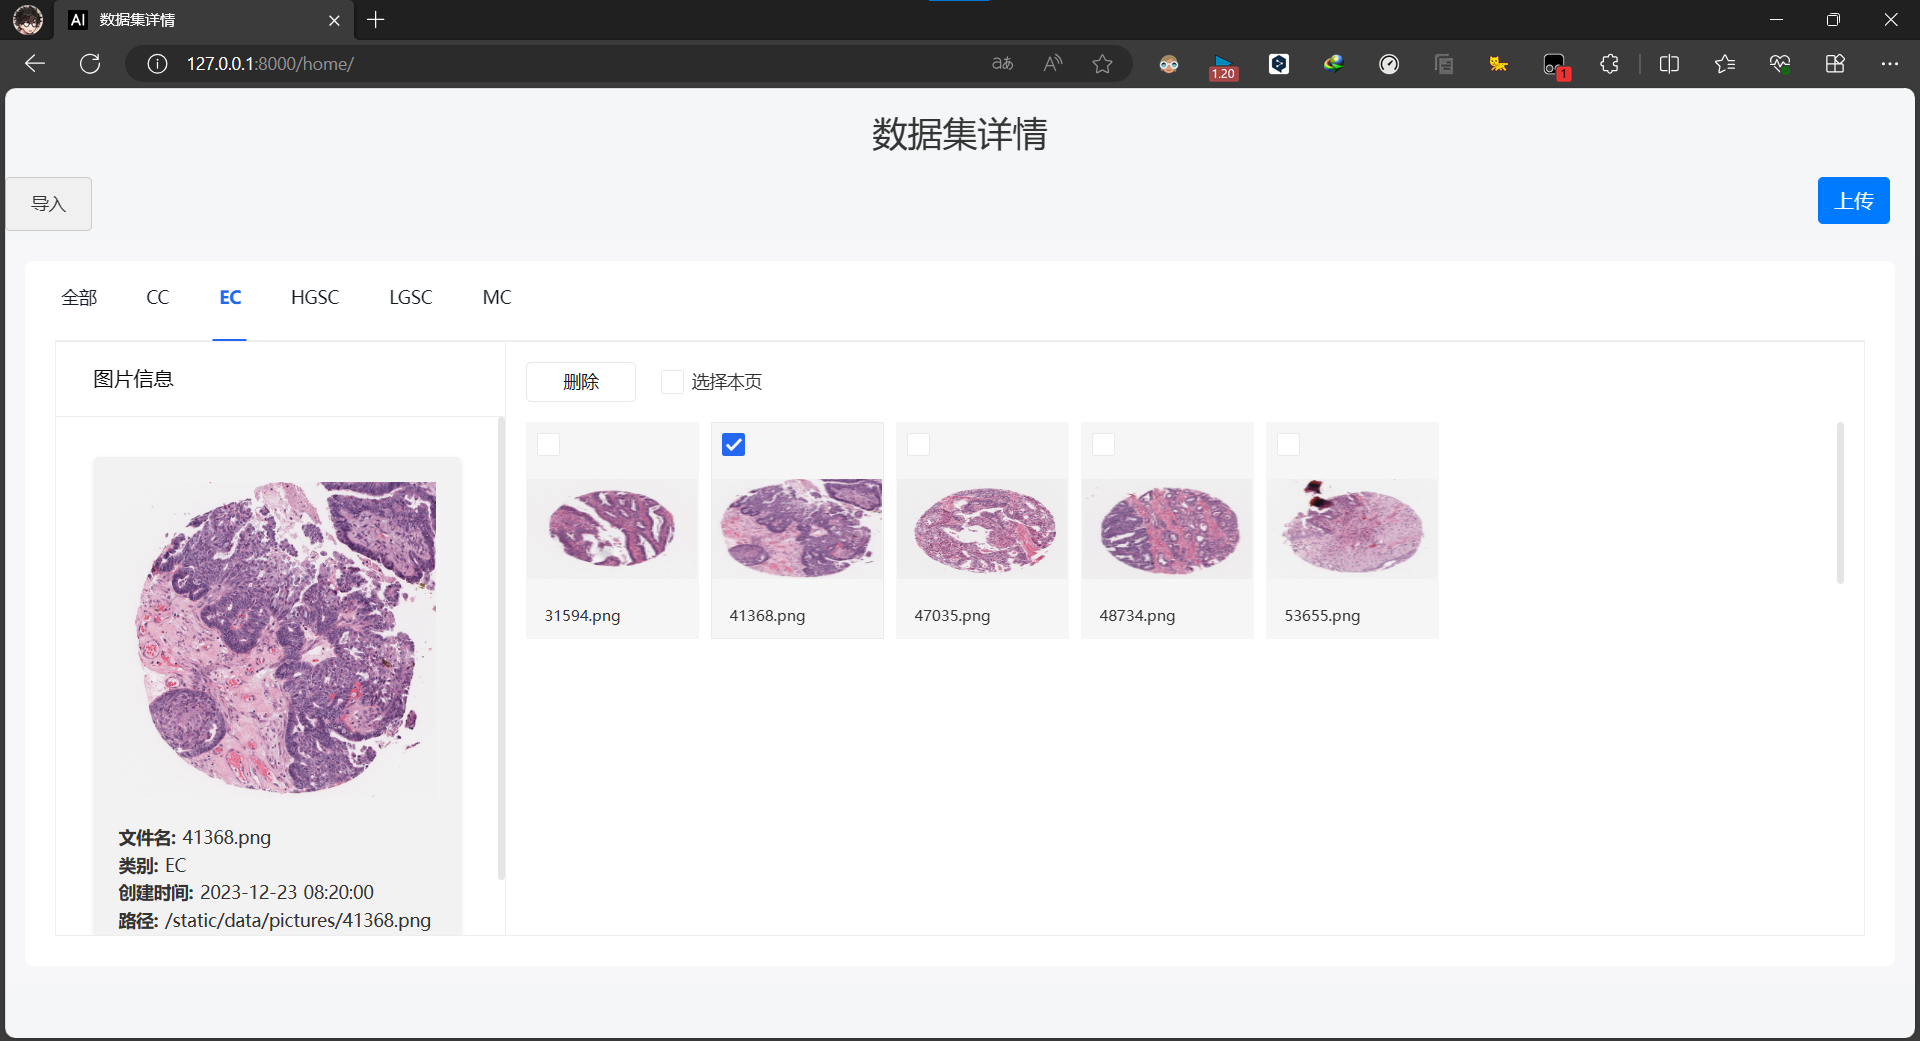 AI 数据集详情
127.0.0.1:8000/home/
aあ
A
1.20
1
数据集详情
导入
上传
全部 CC EC HGSC LGSC MC
图片信息
删除 选择本页
31594.png 41368.png 47035.png 48734.png 53655.png
文件名: 41368.png
类别: EC
创建时间: 2023-12-23 08:20:00
路径: /static/data/pictures/41368.png